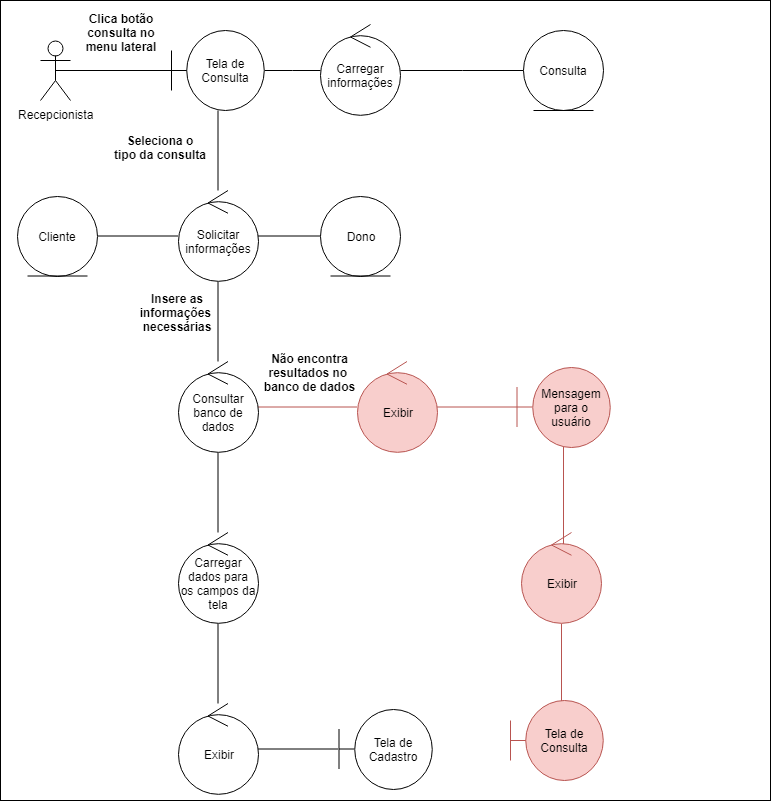 Clica botão
consulta no
menu lateral
Recepcionista
Tela de
Consulta
Carregar
informações
Consulta
Seleciona o
tipo da consulta
Cliente
Solicitar
informações
Dono
Insere as
informações
necessárias
Não encontra
resultados no
banco de dados
Consultar
banco de
dados
Exibir
Mensagem
para o
usuário
Carregar
dados para
os campos da
tela
Exibir
Exibir
Tela de
Cadastro
Tela de
Consulta